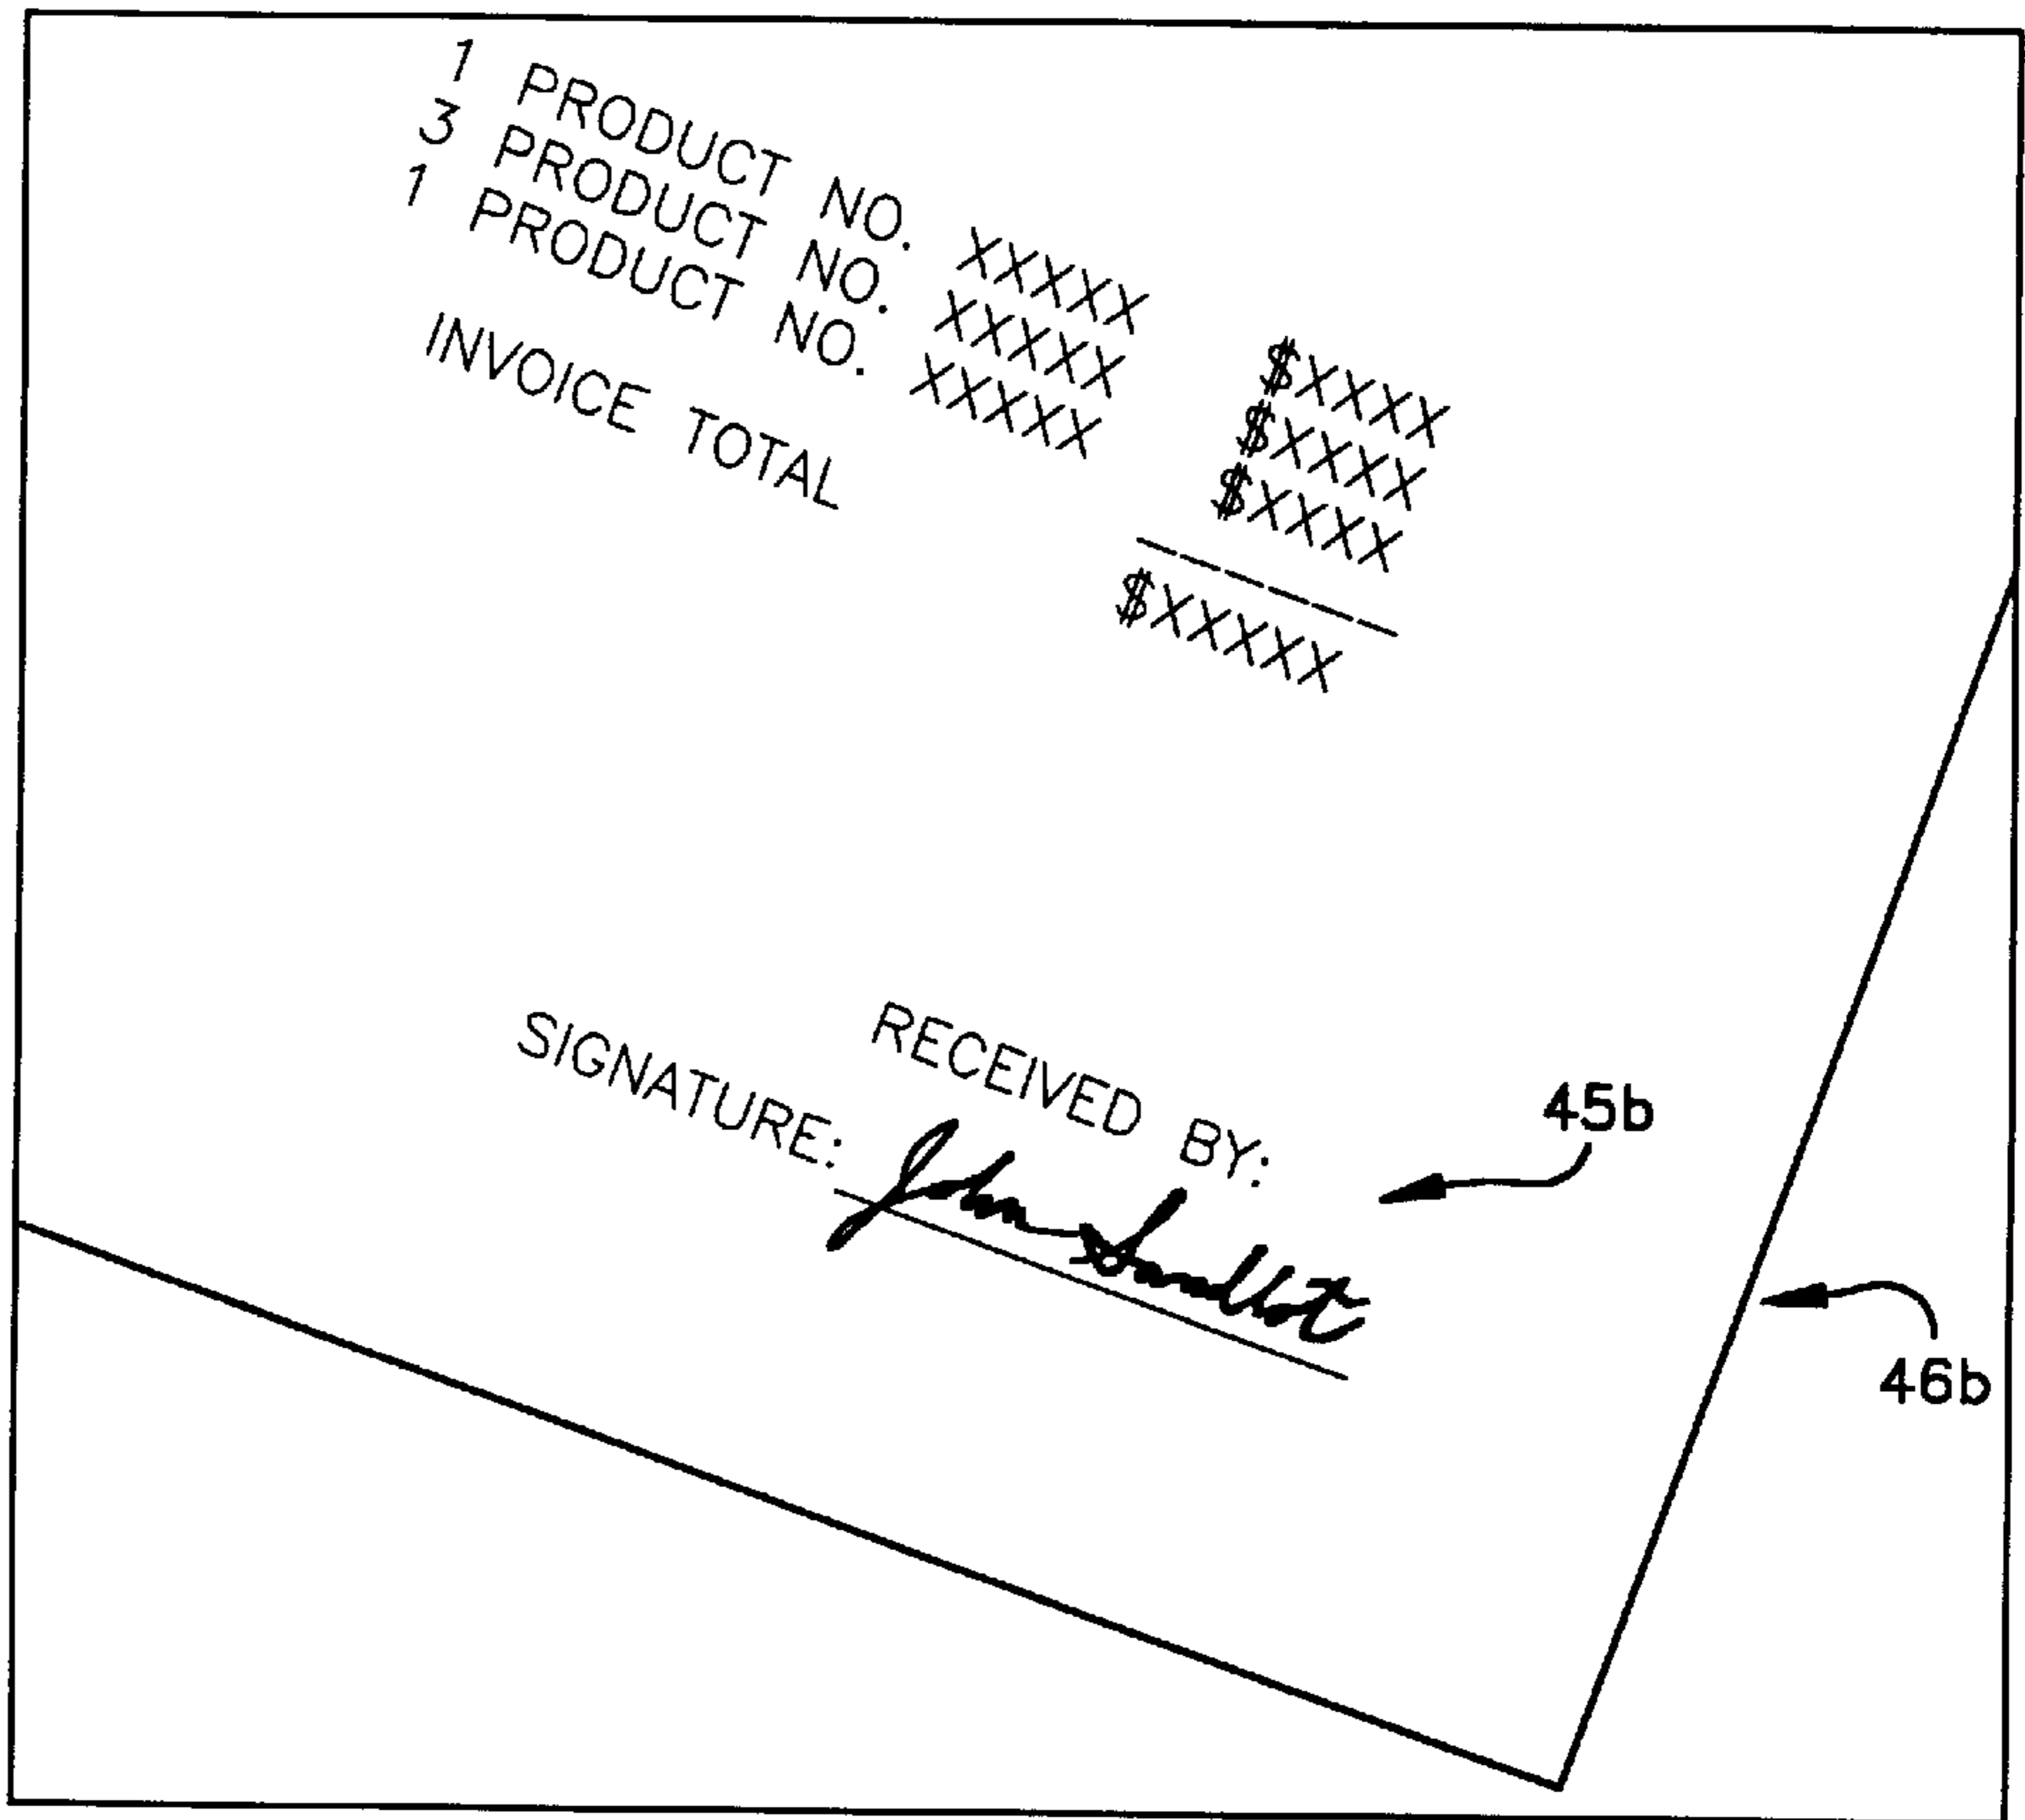 1 PRODUCT NO. XXXXX $XXXX
3 PRODUCT NO. XXXXX $XXXX
1 PRODUCT NO. XXXXX $XXXX
INVOICE TOTAL $XXXXX
RECEIVED BY:
SIGNATURE: John
45b
46b